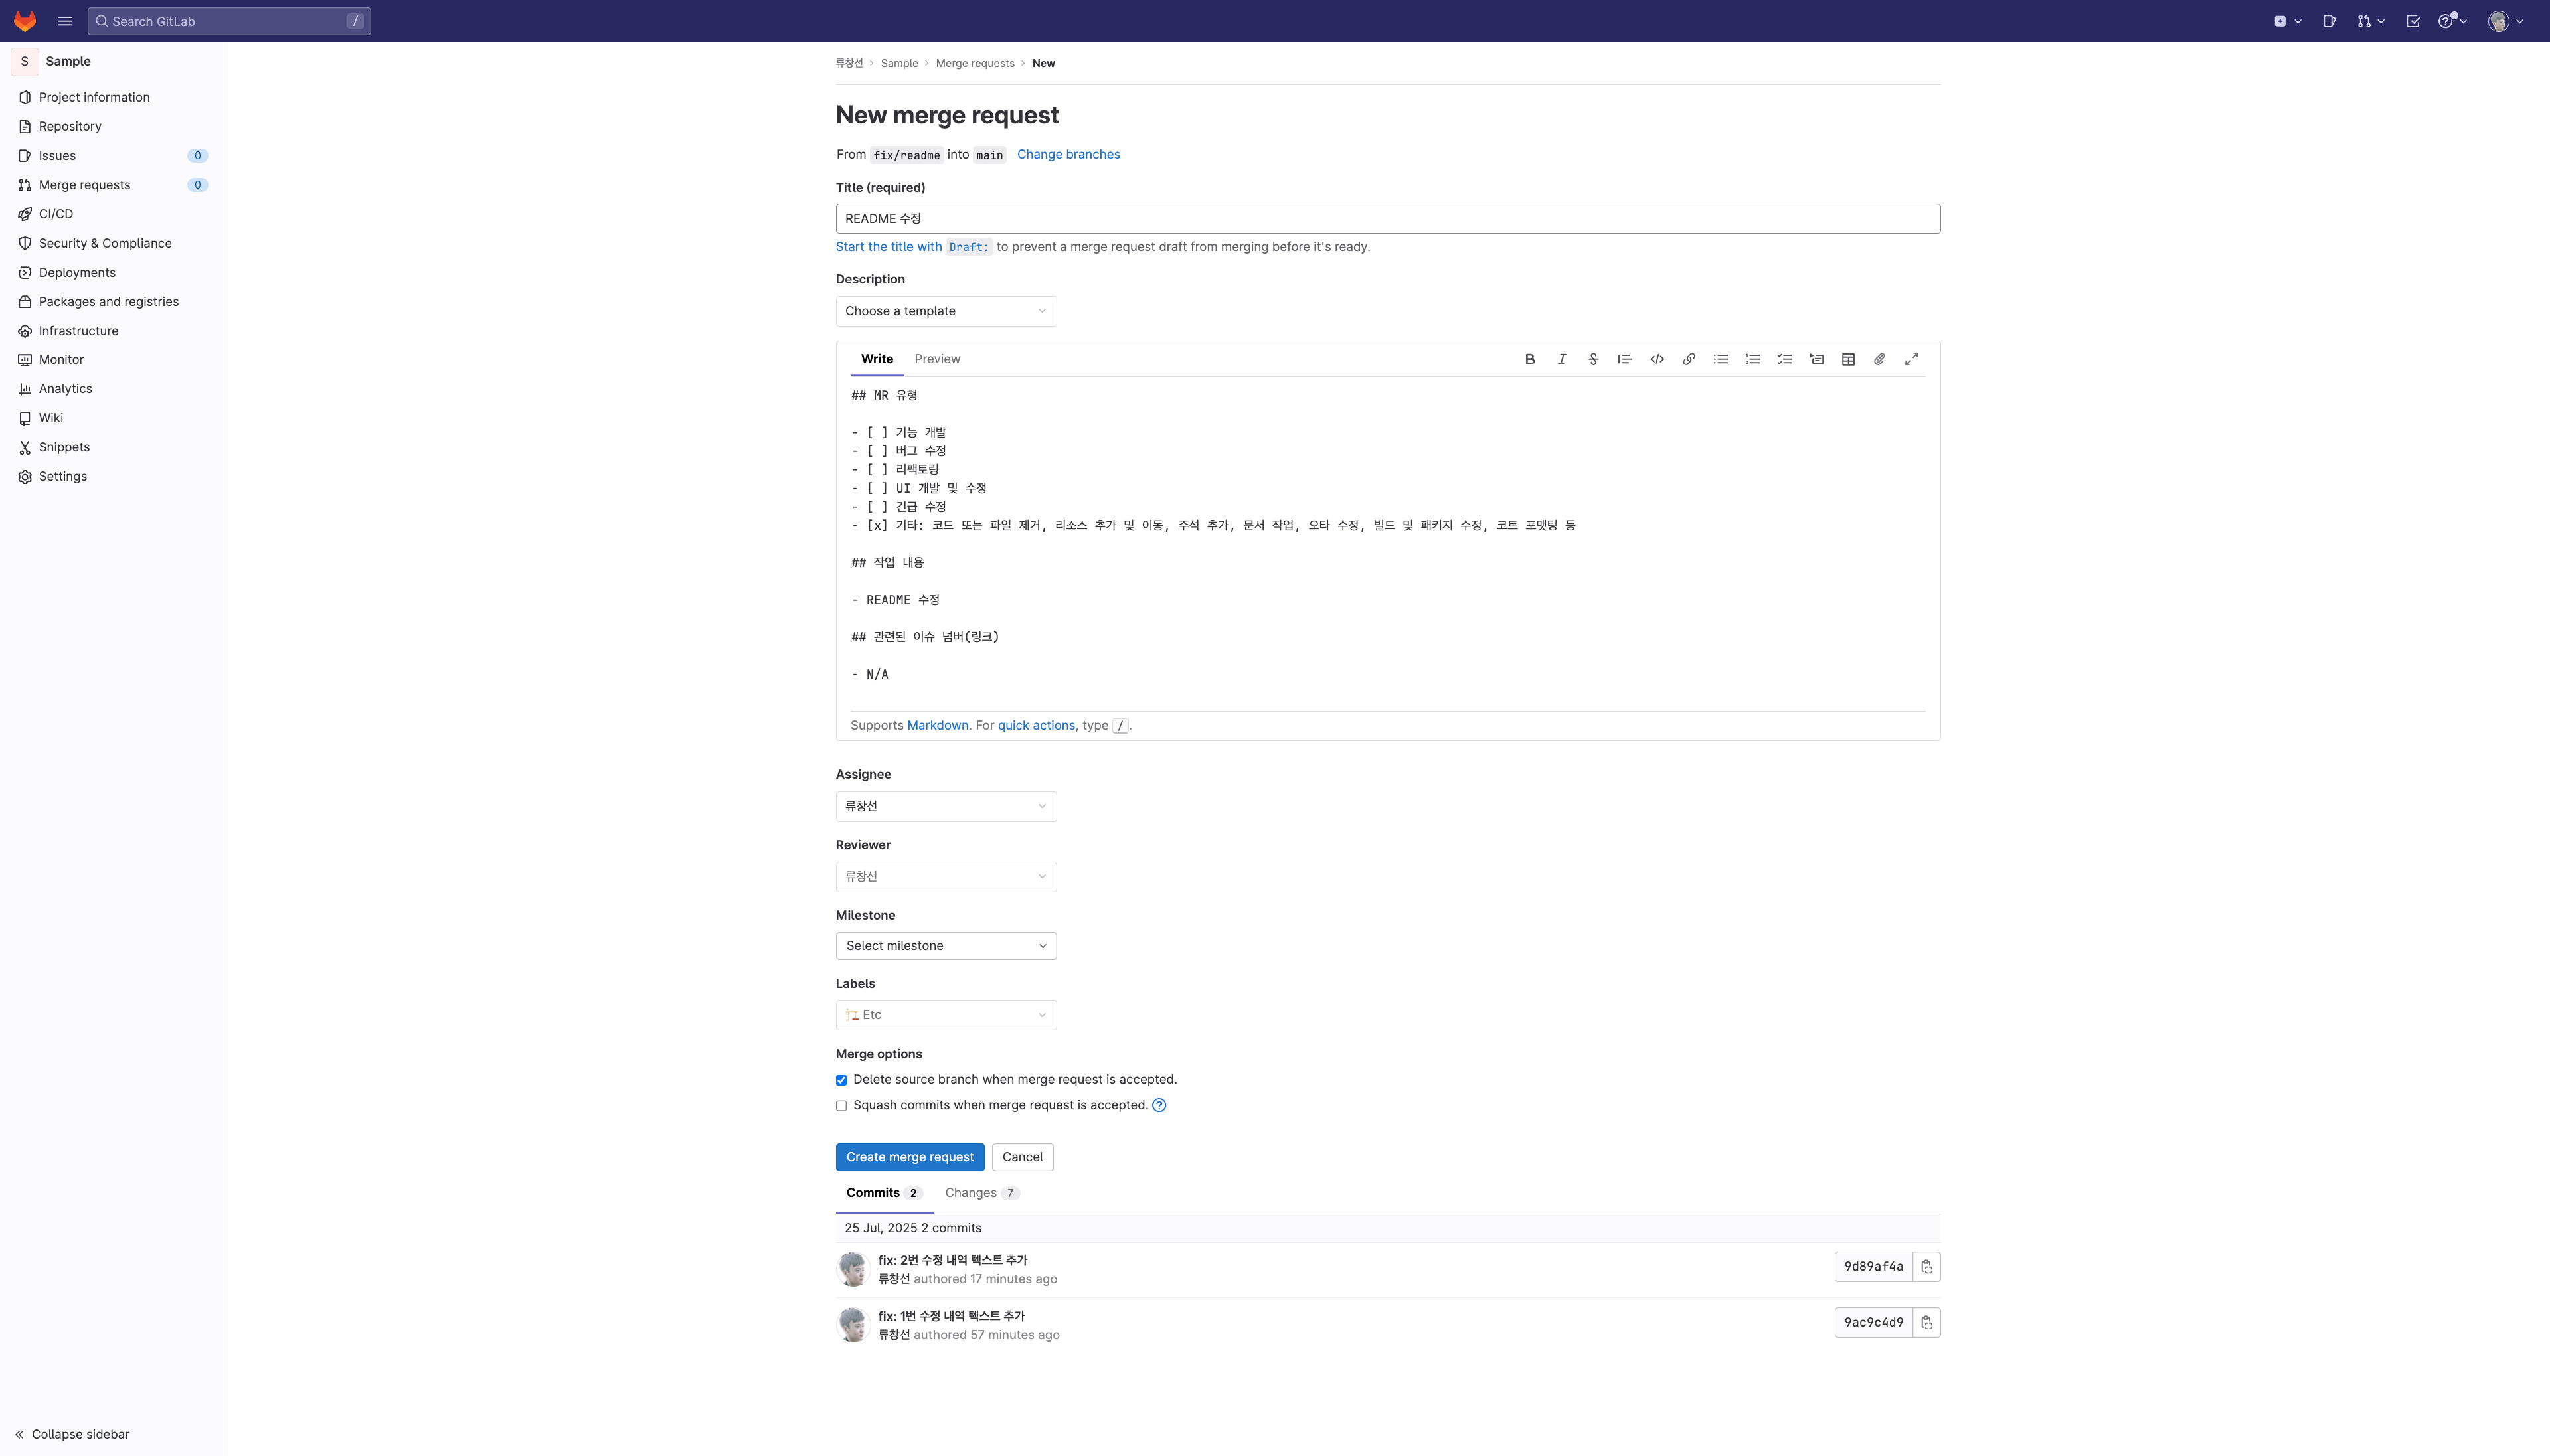 Search GitLab
/
S
Sample
Project information
Repository
Issues
0
Merge requests
0
CI/CD
Security & Compliance
Deployments
Packages and registries
Infrastructure
Monitor
Analytics
Wiki
Snippets
Settings
Collapse sidebar
류창선 › Sample › Merge requests › New
New merge request
From fix/readme into main Change branches
Title (required)
README 수정
Start the title with Draft: to prevent a merge request draft from merging before it's ready.
Description
Choose a template
Write Preview
## MR 유형
- [ ] 기능 개발
- [ ] 버그 수정
- [ ] 리팩토링
- [ ] UI 개발 및 수정
- [ ] 긴급 수정
- [x] 기타: 코드 또는 파일 제거, 리소스 추가 및 이동, 주석 추가, 문서 작업, 오타 수정, 빌드 및 패키지 수정, 코트 포맷팅 등
## 작업 내용
- README 수정
## 관련된 이슈 넘버(링크)
- N/A
Supports Markdown. For quick actions, type /.
Assignee
류창선
Reviewer
류창선
Milestone
Select milestone
Labels
Etc
Merge options
Delete source branch when merge request is accepted.
Squash commits when merge request is accepted.
Create merge request Cancel
Commits 2 Changes 7
25 Jul, 2025 2 commits
fix: 2번 수정 내역 텍스트 추가
류창선 authored 17 minutes ago
9d89af4a
fix: 1번 수정 내역 텍스트 추가
류창선 authored 57 minutes ago
9ac9c4d9